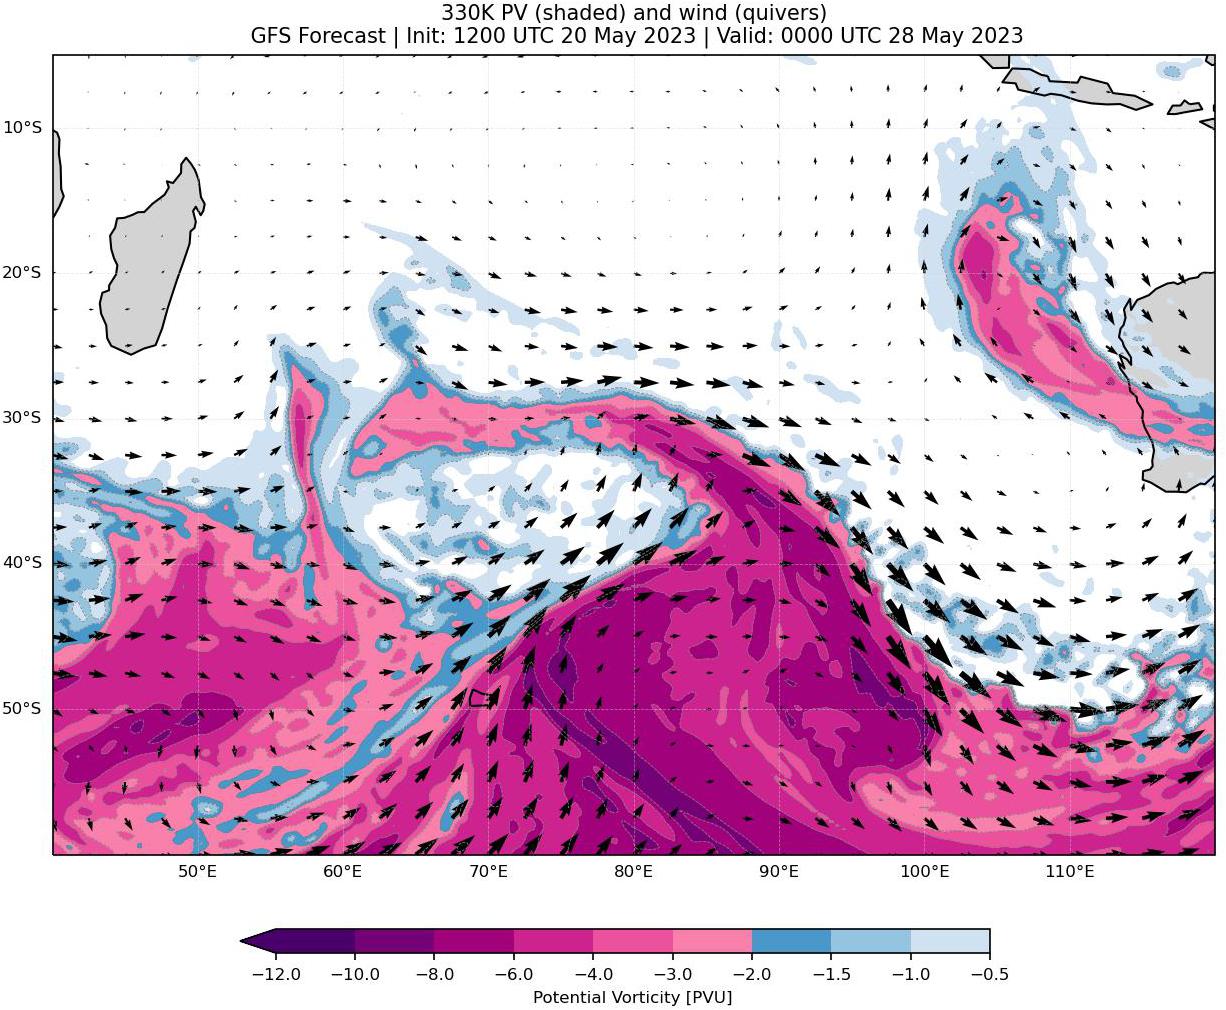 330K PV (shaded) and wind (quivers)
GFS Forecast | Init: 1200 UTC 20 May 2023 | Valid: 0000 UTC 28 May 2023
10°S
20°S
30°S
40°S
50°S
50°E 60°E 70°E 80°E 90°E 100°E 110°E
−12.0 −10.0 −8.0 −6.0 −4.0 −3.0 −2.0 −1.5 −1.0 −0.5
Potential Vorticity [PVU]